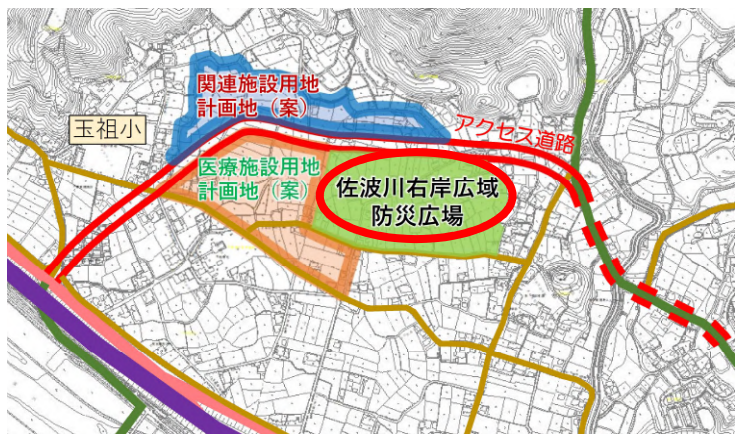 関連施設用地
計画地（案）
玉祖小
アクセス道路
医療施設用地
計画地（案）
佐波川右岸広域
防災広場